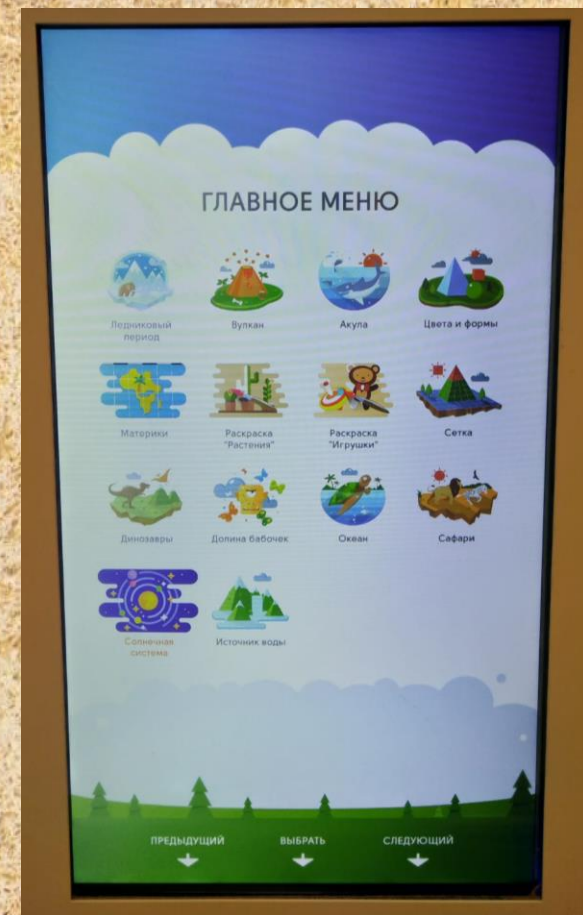 ГЛАВНОЕ МЕНЮ
Ледниковый
период
Вулкан
Акула
Цвета и формы
Материки
Раскраска
"Растения"
Раскраска
"Игрушки"
Сетка
Динозавры
Долина бабочек
Океан
Сафари
Солнечная
система
Источник воды
ПРЕДЫДУЩИЙ
ВЫБРАТЬ
СЛЕДУЮЩИЙ